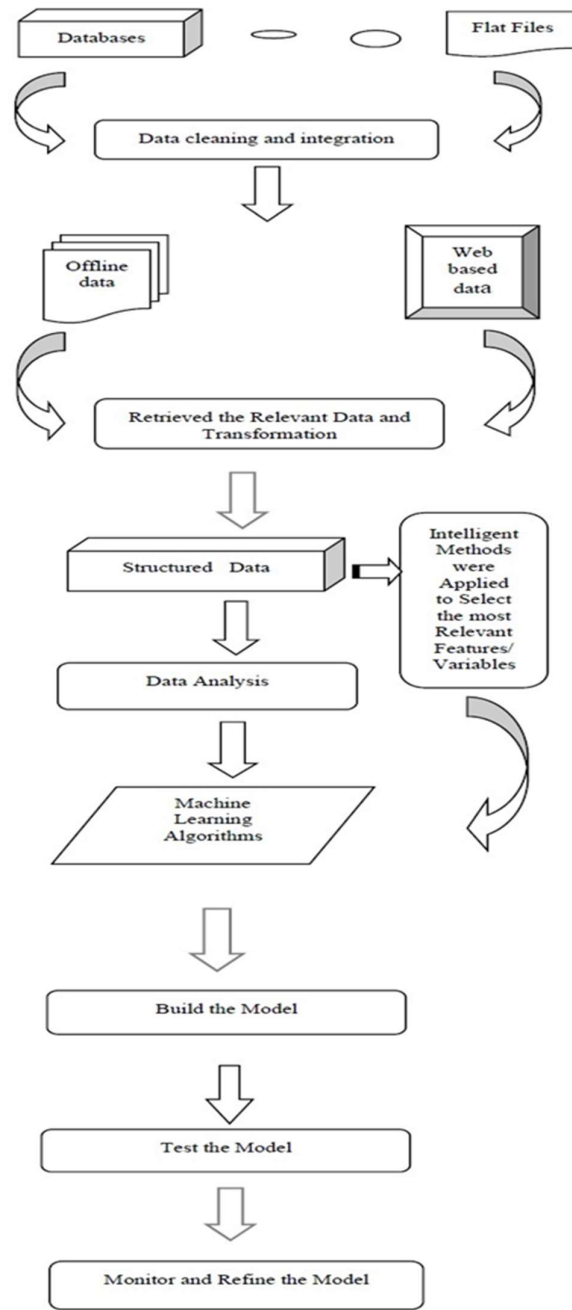 Databases
Flat Files
Data cleaning and integration
Offline
data
Web
based
data
Retrieved the Relevant Data and
Transformation
Structured Data
Intelligent
Methods
were
Applied
to Select
the most
Relevant
Features/
Variables
Data Analysis
Machine
Learning
Algorithms
Build the Model
Test the Model
Monitor and Refine the Model